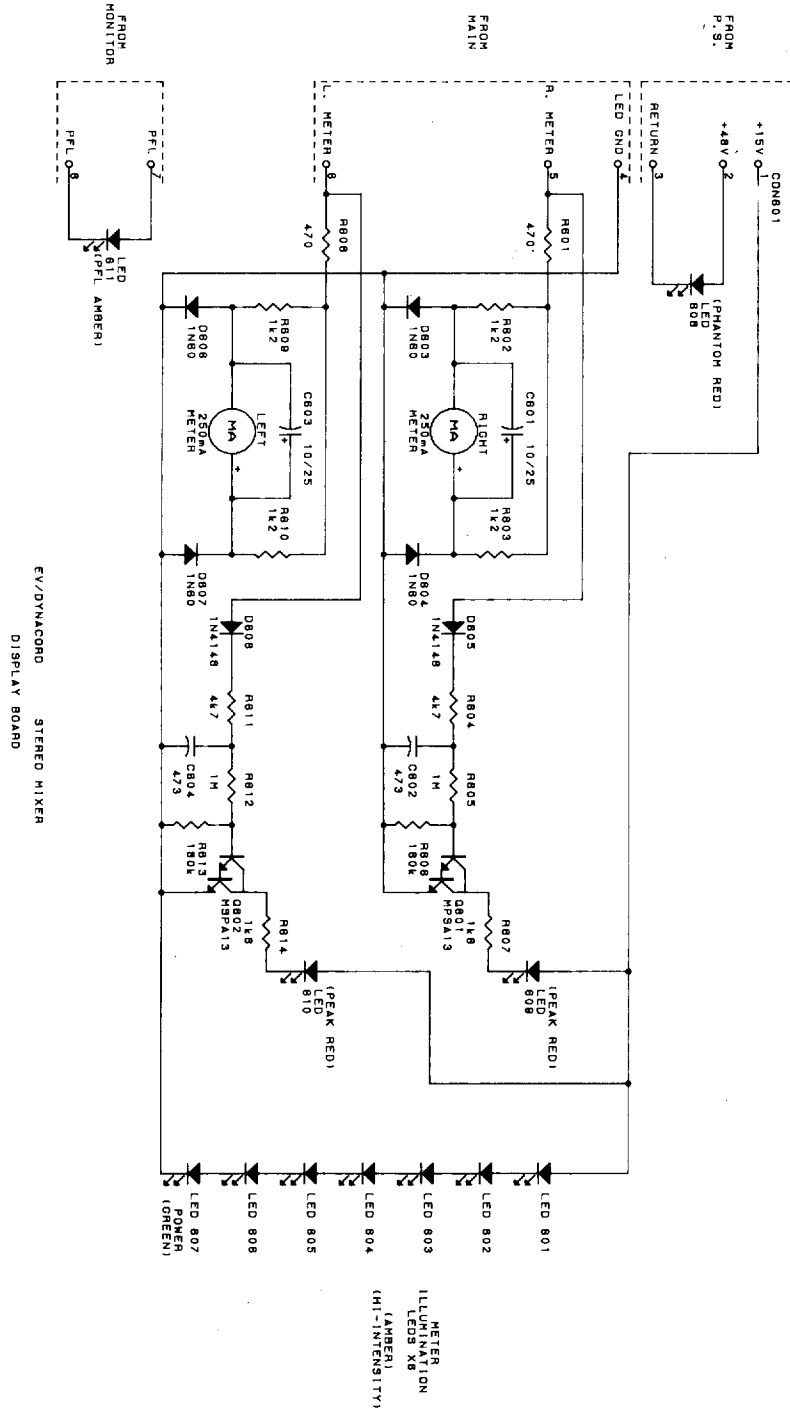 FROM P.S.
+15V
1
CON801
+48V
2
RETURN
3
LED 808
(PHANTOM RED)
FROM MAIN
LED GND
4
R. METER
5
L. METER
6
R801
470
R802
1k2
D803
1N60
C801 10/25
RIGHT
MA
+
250mA
METER
R803
1k2
D804
1N60
D805
1N4148
R804
4k7
C802
473
R805
1M
R806
180k
Q801
MPSA13
R807
1k8
LED 809
(PEAK RED)
R808
470
R809
1k2
D806
1N60
C803 10/25
LEFT
MA
+
250mA
METER
R810
1k2
D807
1N60
D808
1N4148
R811
4k7
C804
473
R812
1M
R813
180k
Q802
MSPA13
R814
1k8
LED 810
(PEAK RED)
LED 801
LED 802
LED 803
LED 804
LED 805
LED 806
LED 807
POWER
(GREEN)
METER
ILLUMINATION
LEDS X6
(AMBER)
(HI-INTENSITY)
FROM MONITOR
PFL
7
PFL
8
LED 811
(PFL AMBER)
EV/DYNACORD STEREO MIXER
DISPLAY BOARD